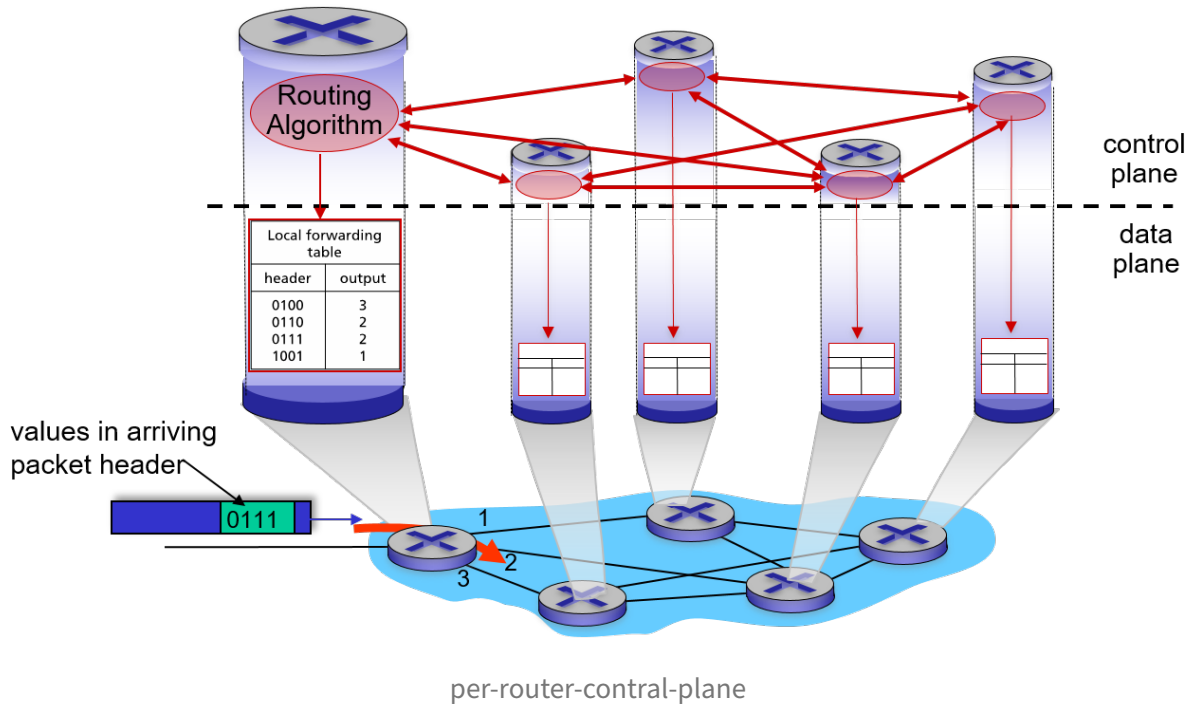 Routing
Algorithm
control
plane
data
plane
Local forwarding
table
header output
0100 3
0110 2
0111 2
1001 1
values in arriving
packet header
0111
1
2
3
per-router-contral-plane